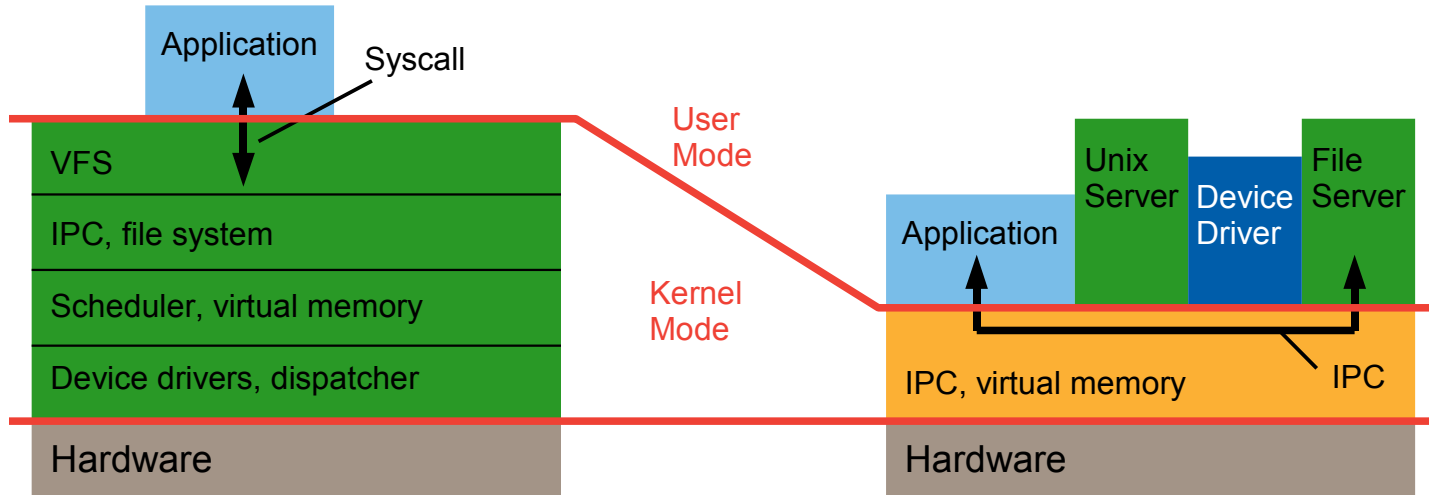 Application
Syscall
VFS
IPC, file system
Scheduler, virtual memory
Device drivers, dispatcher
Hardware
User
Mode
Kernel
Mode
Application
Unix
Server
Device
Driver
File
Server
IPC, virtual memory
IPC
Hardware